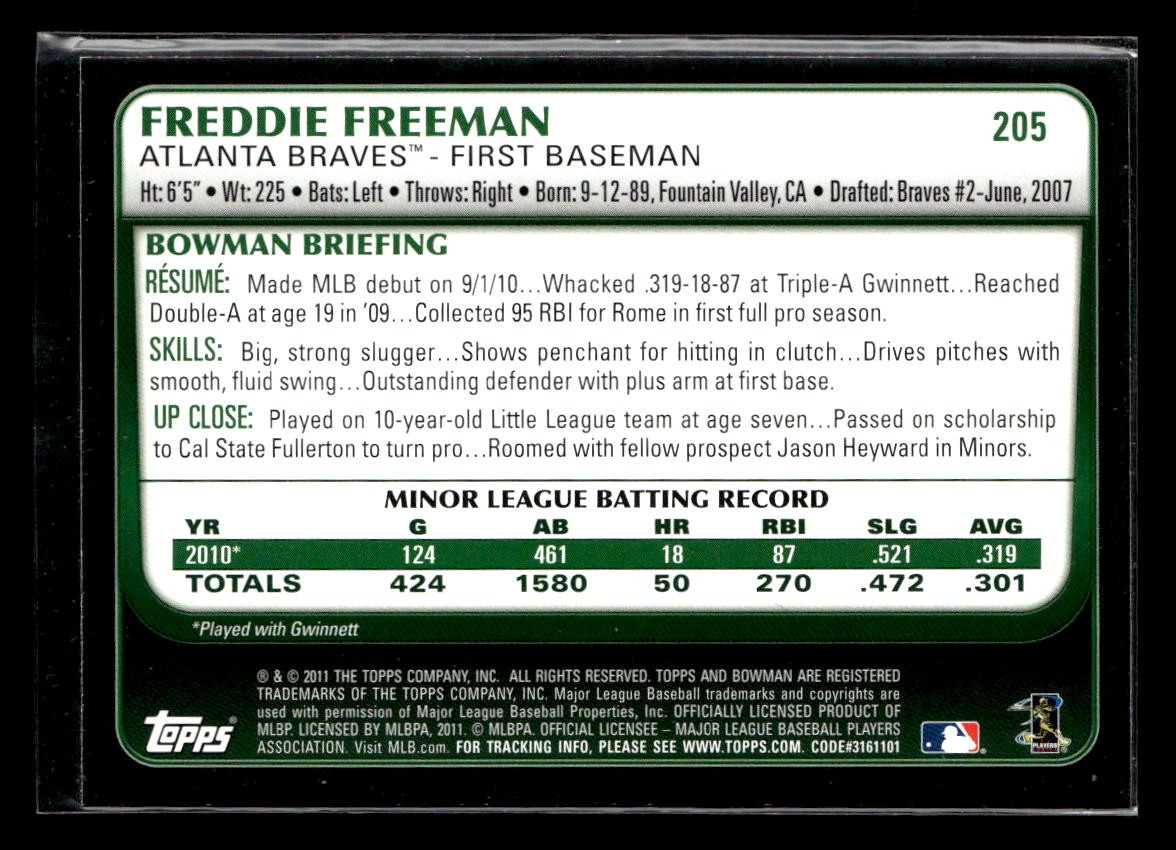 FREDDIE FREEMAN 205
ATLANTA BRAVES™ - FIRST BASEMAN
Ht: 6'5" • Wt: 225 • Bats: Left • Throws: Right • Born: 9-12-89, Fountain Valley, CA • Drafted: Braves #2-June, 2007
BOWMAN BRIEFING
RÉSUMÉ: Made MLB debut on 9/1/10...Whacked .319-18-87 at Triple-A Gwinnett...Reached
Double-A at age 19 in '09...Collected 95 RBI for Rome in first full pro season.
SKILLS: Big, strong slugger...Shows penchant for hitting in clutch...Drives pitches with
smooth, fluid swing...Outstanding defender with plus arm at first base.
UP CLOSE: Played on 10-year-old Little League team at age seven...Passed on scholarship
to Cal State Fullerton to turn pro...Roomed with fellow prospect Jason Heyward in Minors.
MINOR LEAGUE BATTING RECORD
YR G AB HR RBI SLG AVG
2010* 124 461 18 87 .521 .319
TOTALS 424 1580 50 270 .472 .301
*Played with Gwinnett
® & © 2011 THE TOPPS COMPANY, INC. ALL RIGHTS RESERVED. TOPPS AND BOWMAN ARE REGISTERED
TRADEMARKS OF THE TOPPS COMPANY, INC. Major League Baseball trademarks and copyrights are
used with permission of Major League Baseball Properties, Inc. OFFICIALLY LICENSED PRODUCT OF
MLBP. LICENSED BY MLBPA, 2011. © MLBPA. OFFICIAL LICENSEE – MAJOR LEAGUE BASEBALL PLAYERS
ASSOCIATION. Visit MLB.com. FOR TRACKING INFO, PLEASE SEE WWW.TOPPS.COM. CODE#3161101
Topps®
PLAYERS